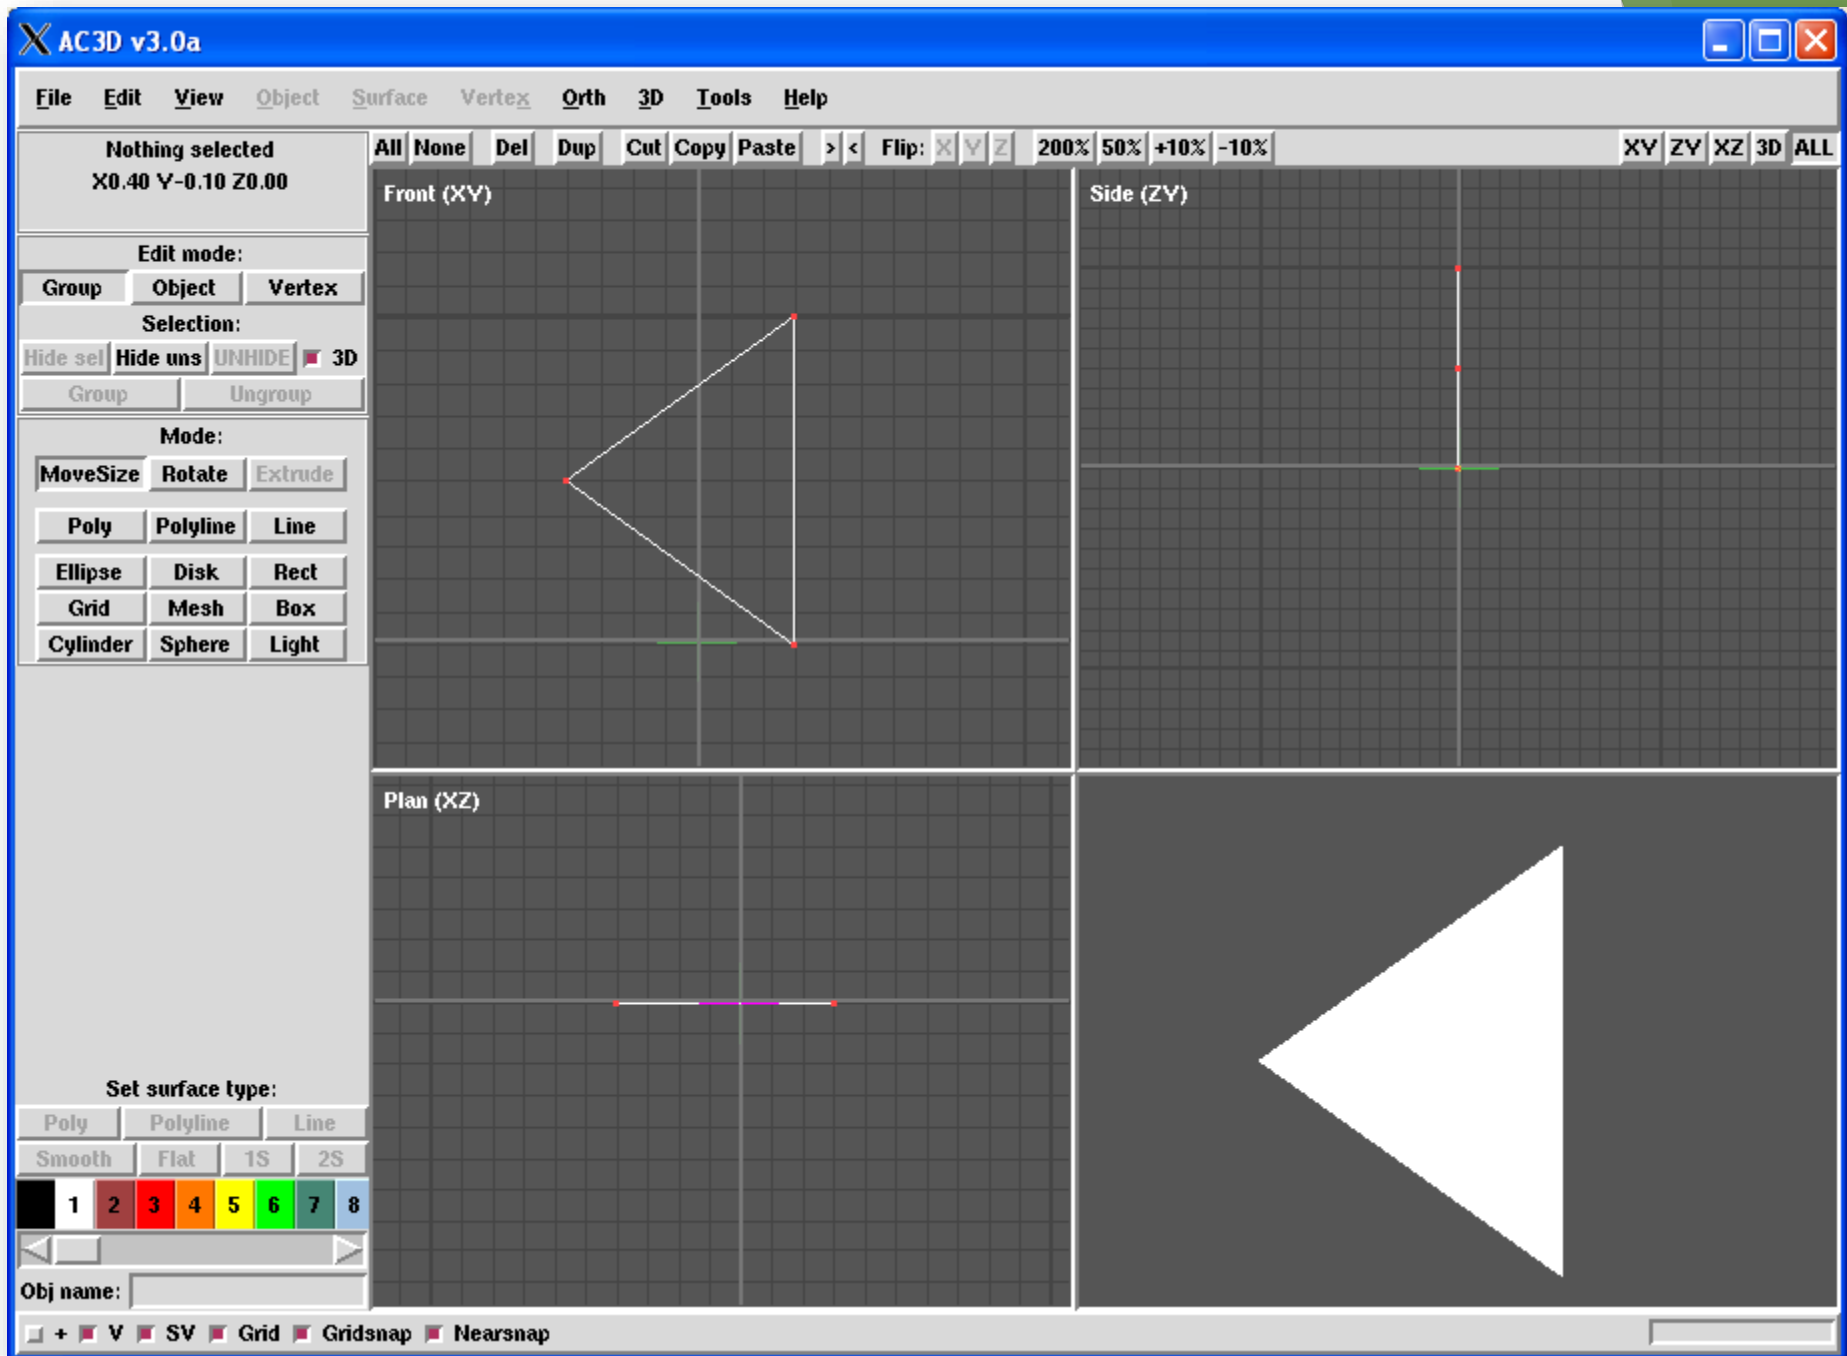 AC3D v3.0a
File Edit View Object Surface Vertex Orth 3D Tools Help
All None Del Dup Cut Copy Paste > < Flip: X Y Z 200% 50% +10% -10% XY ZY XZ 3D ALL
Nothing selected
X0.40 Y-0.10 Z0.00
Edit mode:
Group Object Vertex
Selection:
Hide sel Hide uns UNHIDE 3D
Group Ungroup
Mode:
MoveSize Rotate Extrude
Poly Polyline Line
Ellipse Disk Rect
Grid Mesh Box
Cylinder Sphere Light
Front (XY)
Side (ZY)
Plan (XZ)
Set surface type:
Poly Polyline Line
Smooth Flat 1S 2S
1 2 3 4 5 6 7 8
Obj name:
+ V SV Grid Gridsnap Nearsnap